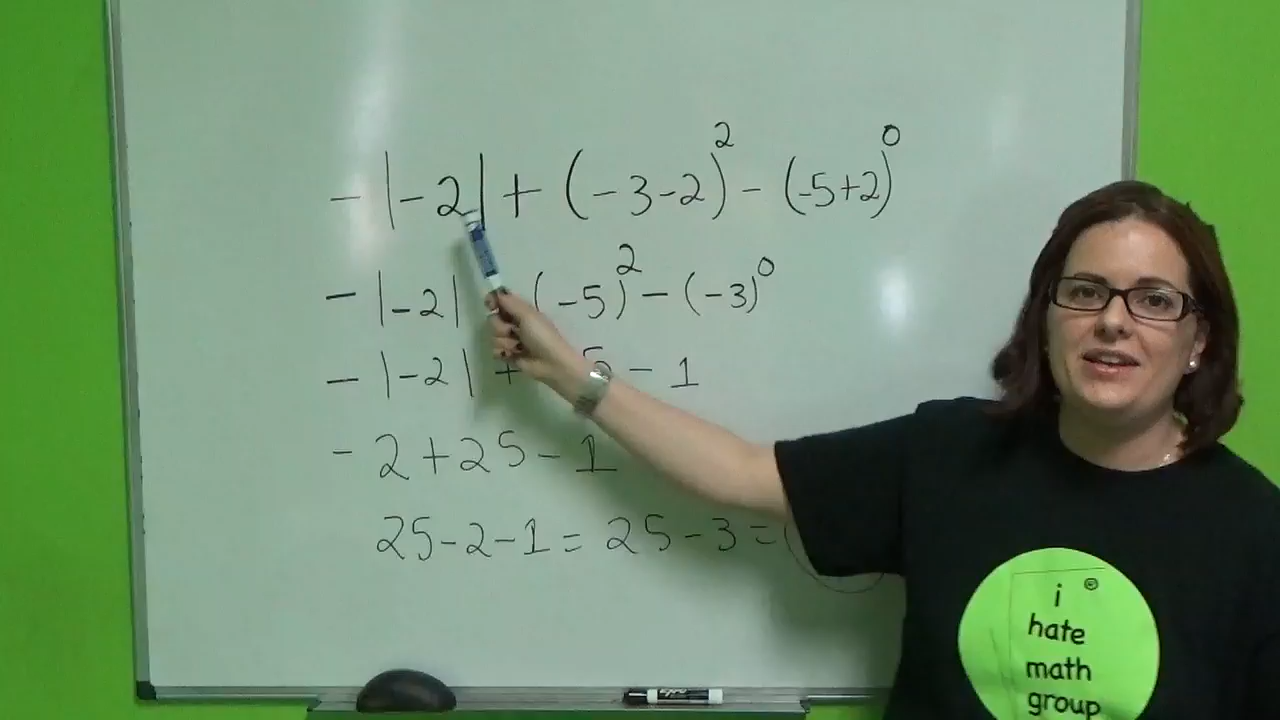 - |-2| + (-3-2)² - (-5+2)⁰
- |-2| (-5)² - (-3)⁰
- |-2| + 5 - 1
- 2+25-1
25-2-1 = 25-3 = (
i ©
hate
math
group